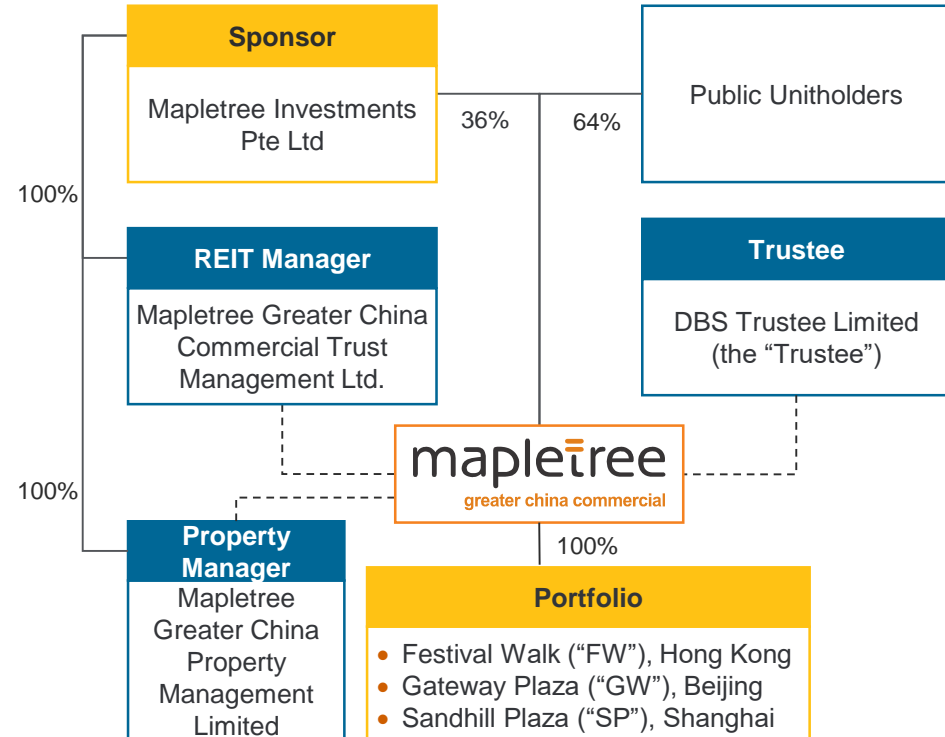 Sponsor
Mapletree Investments
Pte Ltd
36%
64%
Public Unitholders
100%
REIT Manager
Mapletree Greater China
Commercial Trust
Management Ltd.
Trustee
DBS Trustee Limited
(the “Trustee”)
mapletree
greater china commercial
100%
100%
Property
Manager
Mapletree
Greater China
Property
Management
Limited
Portfolio
• Festival Walk (“FW”), Hong Kong
• Gateway Plaza (“GW”), Beijing
• Sandhill Plaza (“SP”), Shanghai